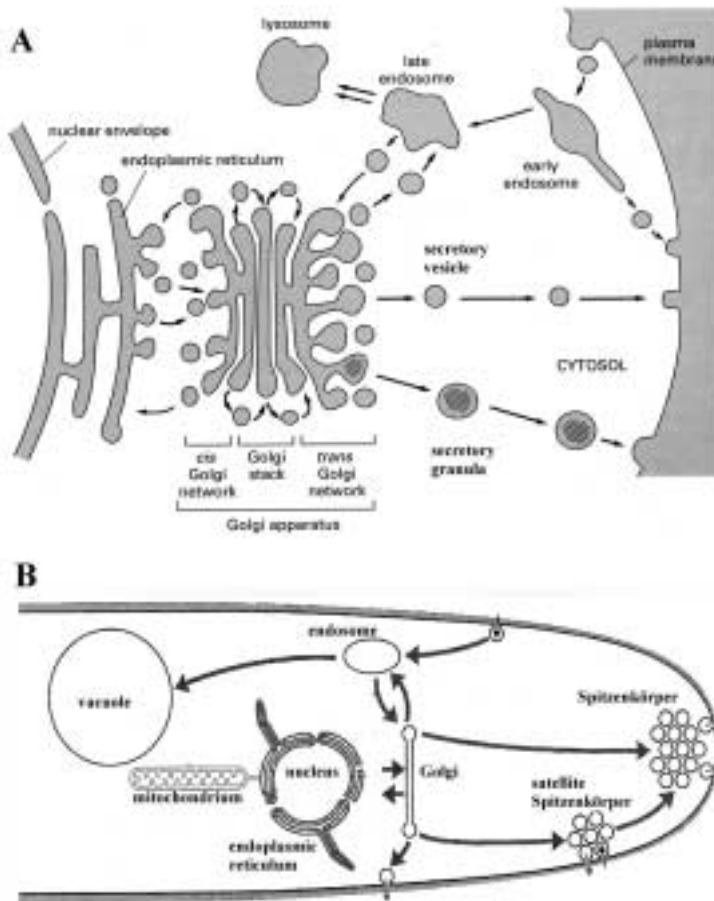 A
lysosome
late
endosome
plasma
membrane
nuclear envelope
endoplasmic reticulum
early
endosome
secretory
vesicle
CYTOSOL
secretory
granula
cis
Golgi
network
Golgi
stack
trans
Golgi
network
Golgi apparatus
B
endosome
vacuole
Spitzenkörper
nucleus
Golgi
mitochondrium
satellite
Spitzenkörper
endoplasmic
reticulum